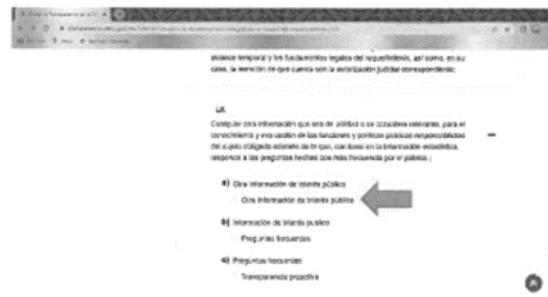 alcance temporal y los fundamentos legales del requerimiento, así como, en su
caso, la mención de que cuenta con la autorización judicial correspondiente;
LIX.
Cualquier otra información que sea de utilidad o se considere relevante, para el
conocimiento y evaluación de las funciones y políticas públicas responsabilidad
del sujeto obligado además de la que, con base en la información estadística,
responda a las preguntas hechas con más frecuencia por el público. (
a) Otra información de interés público
Otra información de interés público
b) Información de interés público
Preguntas frecuentes
c) Preguntas frecuentes
Transparencia proactiva